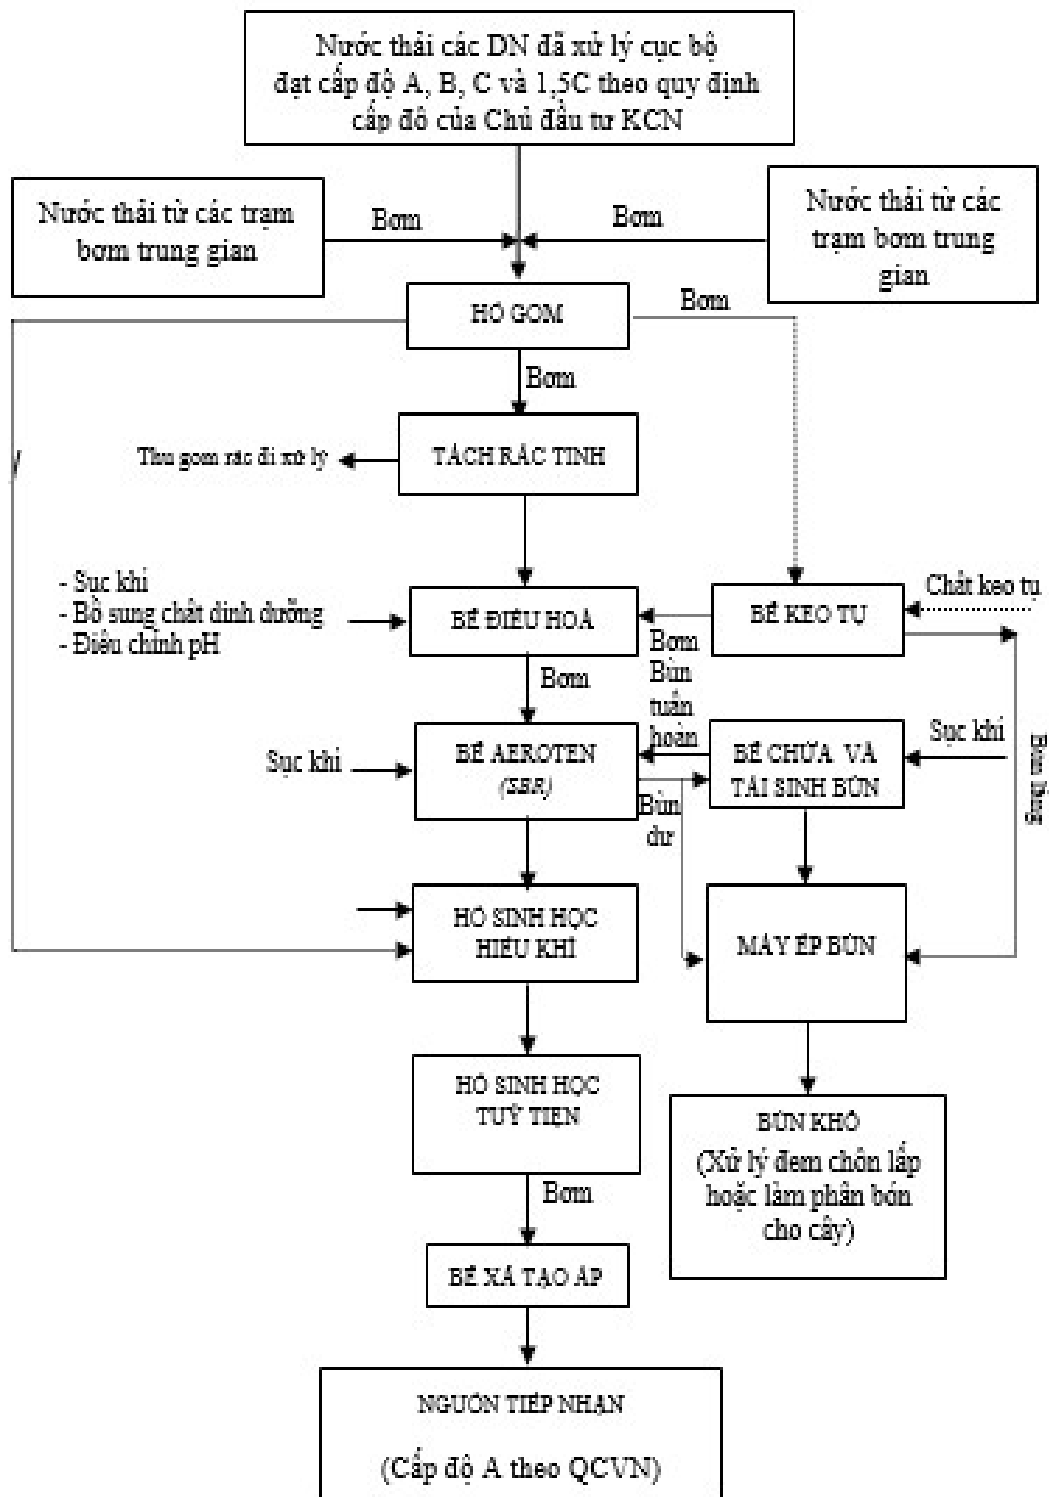 Nước thải các DN đã xử lý cục bộ
đạt cấp độ A, B, C và 1,5C theo quy định
cấp độ của Chủ đầu tư KCN
Nước thải từ các trạm
bơm trung gian
Bơm
Bơm
Nước thải từ các
trạm bơm trung
gian
HỐ GOM
Bơm
Bơm
Thu gom rác đi xử lý
TÁCH RÁC TINH
- Sục khí
- Bổ sung chất dinh dưỡng
- Điều chỉnh pH
BỂ ĐIỀU HOÀ
BỂ KEO TỤ
Chất keo tụ
Bơm
Bơm
Bùn
tuần
hoàn
Sục khí
BỂ AEROTEN
(SBR)
BỂ CHỨA VÀ
TÁI SINH BÙN
Sục khí
Bùn
dư
HỒ SINH HỌC
HIẾU KHÍ
MÁY ÉP BÙN
HỒ SINH HỌC
TUỲ TIỆN
BÙN KHÔ
(Xử lý đem chôn lấp
hoặc làm phân bón
cho cây)
Bơm
BỂ XẢ TẠO ÁP
NGUỒN TIẾP NHẬN
(Cấp độ A theo QCVN)